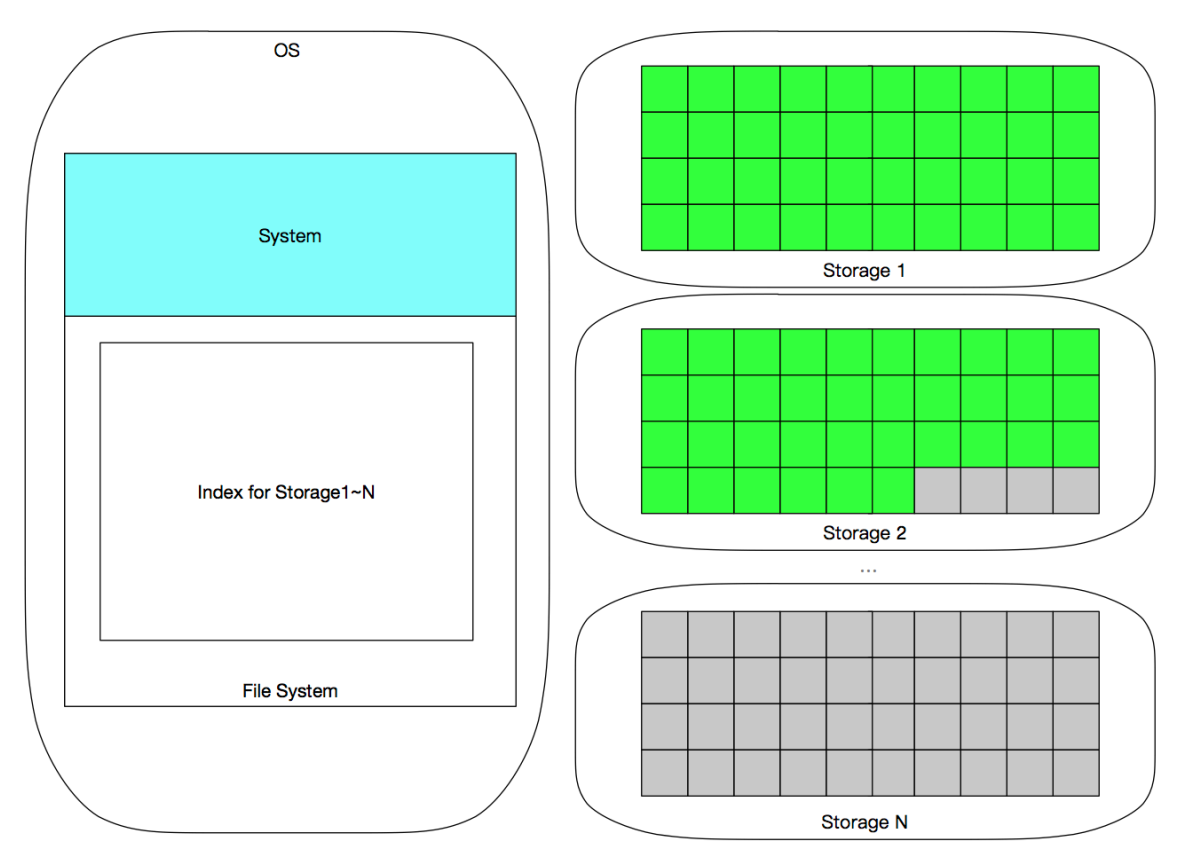 OS
System
Index for Storage1~N
File System
Storage 1
Storage 2
...
Storage N